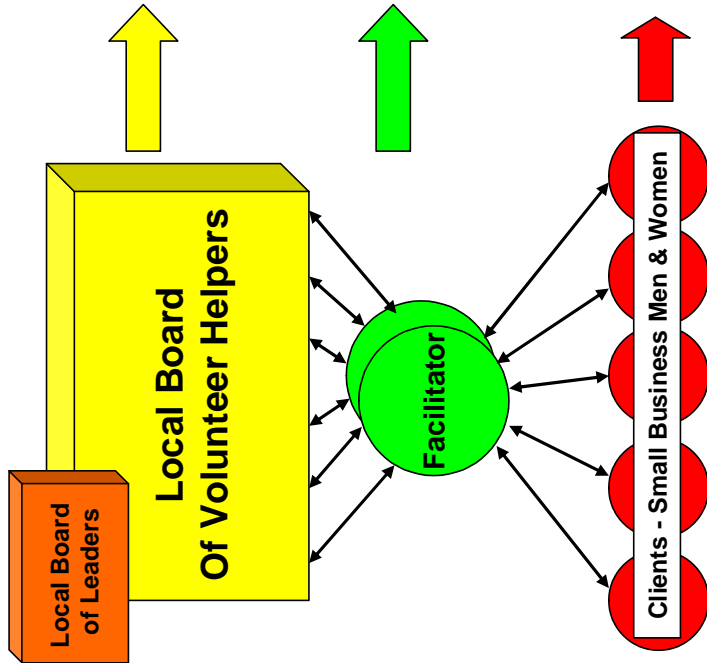 Local Board
of Leaders
Local Board
Of Volunteer Helpers
Facilitator
Clients - Small Business Men & Women